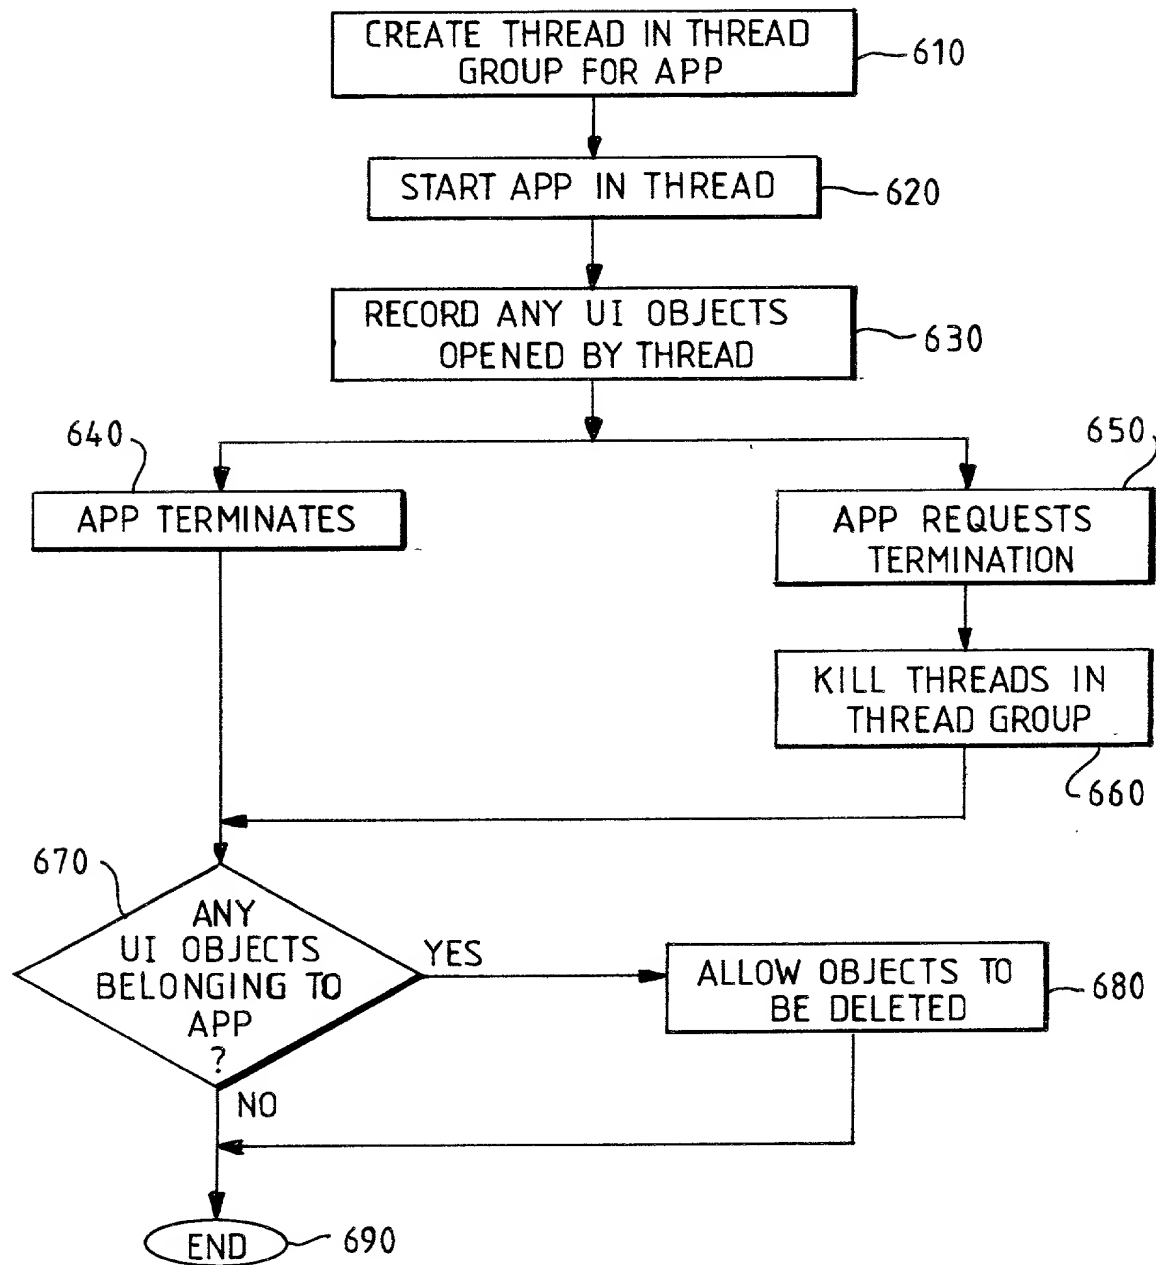 CREATE THREAD IN THREAD
GROUP FOR APP
610
START APP IN THREAD
620
RECORD ANY UI OBJECTS
OPENED BY THREAD
630
640
650
APP TERMINATES
APP REQUESTS
TERMINATION
KILL THREADS IN
THREAD GROUP
660
670
ANY
UI OBJECTS
BELONGING TO
APP
?
YES
ALLOW OBJECTS TO
BE DELETED
680
NO
END
690